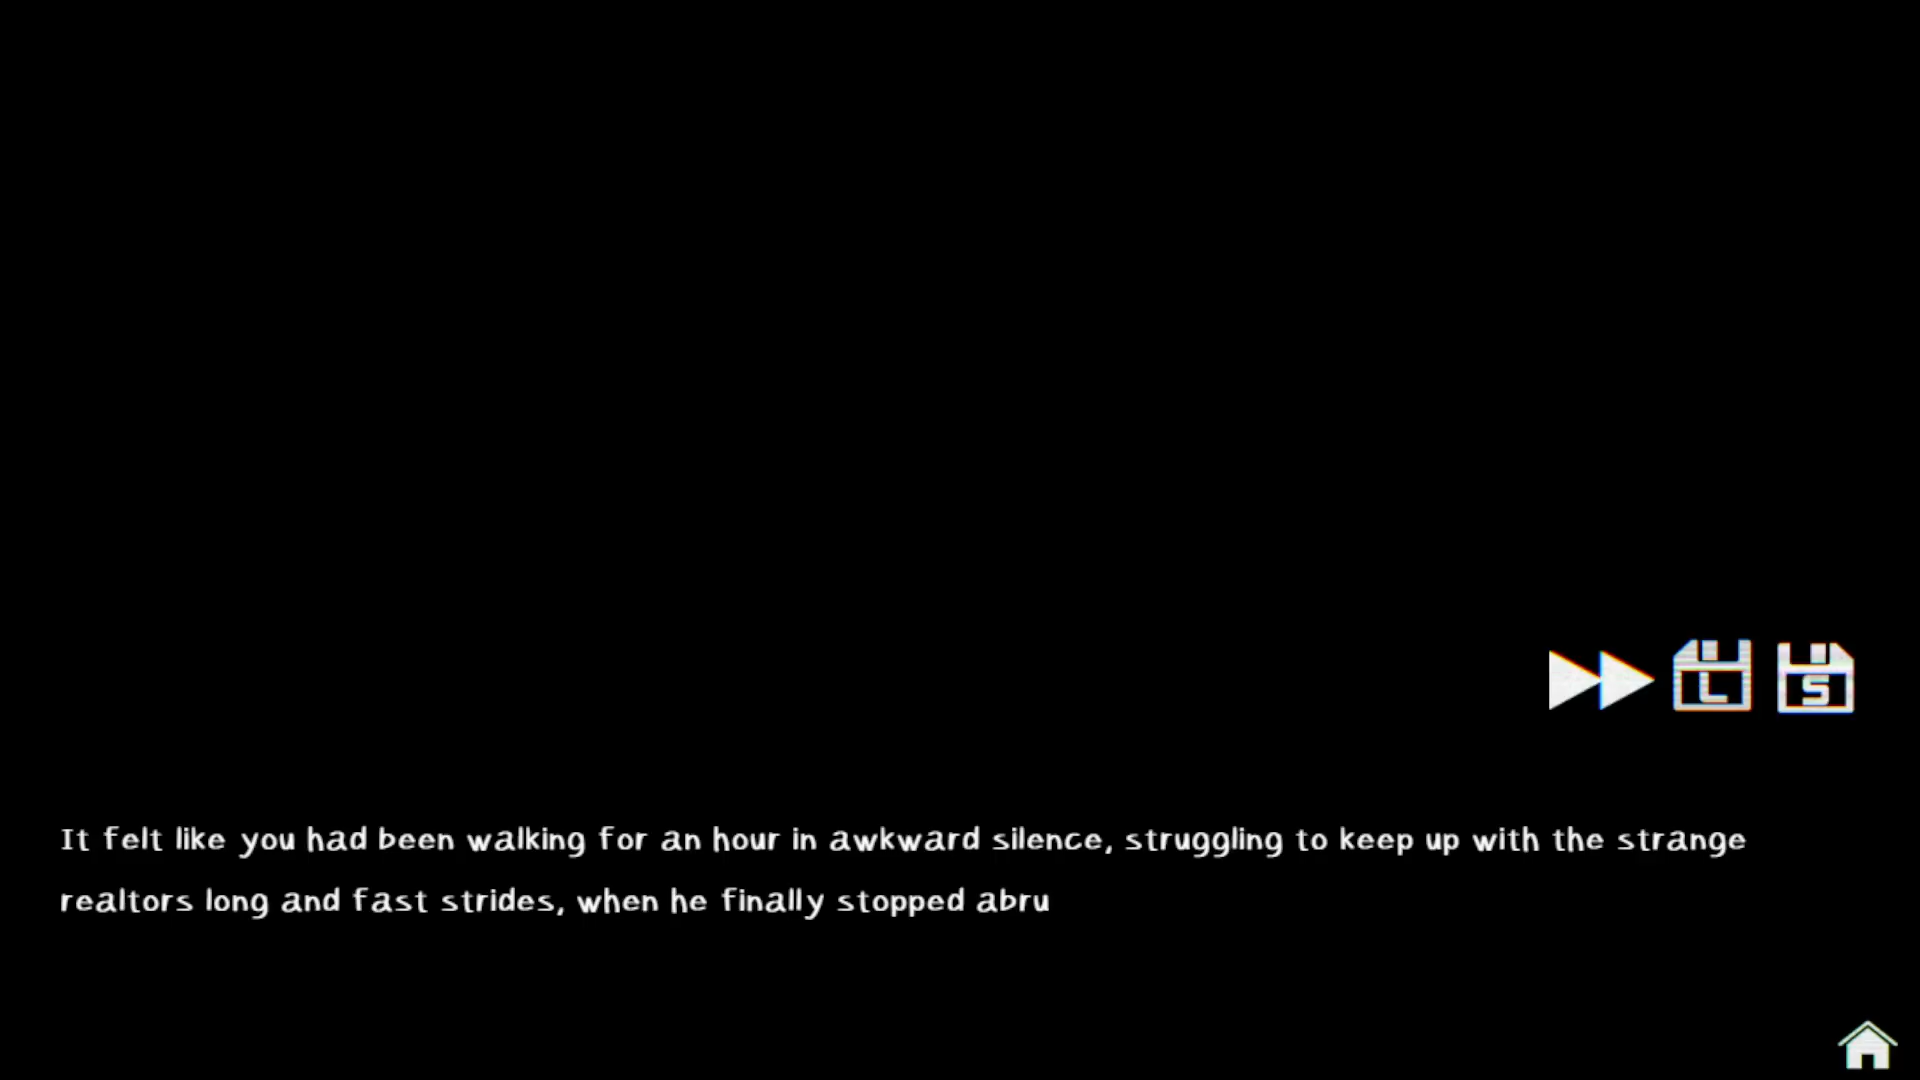 L S
It felt like you had been walking for an hour in awkward silence, struggling to keep up with the strange
realtors long and fast strides, when he finally stopped abru